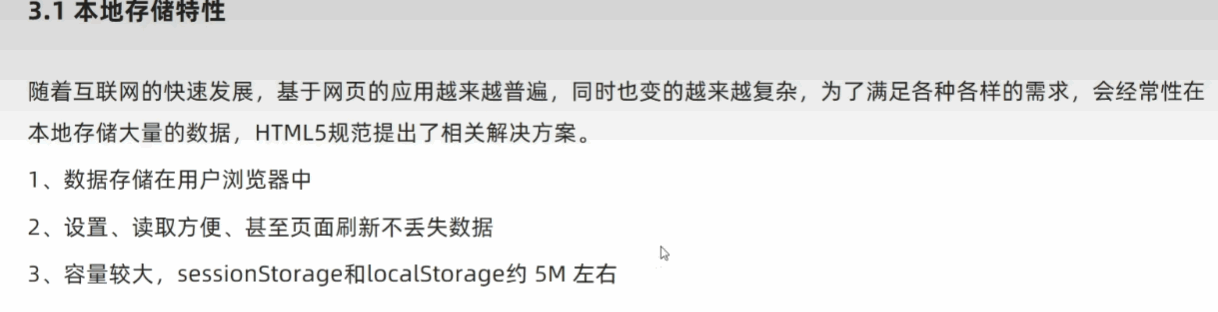 3.1 本地存储特性
随着互联网的快速发展，基于网页的应用越来越普遍，同时也变的越来越复杂，为了满足各种各样的需求，会经常性在
本地存储大量的数据，HTML5规范提出了相关解决方案。
1、数据存储在用户浏览器中
2、设置、读取方便、甚至页面刷新不丢失数据
3、容量较大，sessionStorage和localStorage约 5M 左右